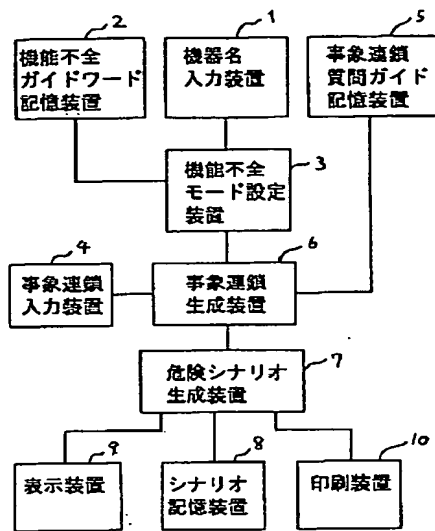 2
1
5
機能不全
ガイドワード
記憶装置
機器名
入力装置
事象連鎖
質問ガイド
記憶装置
3
機能不全
モード設定
装置
4
6
事象連鎖
入力装置
事象連鎖
生成装置
7
危険シナリオ
生成装置
9
8
10
表示装置
シナリオ
記憶装置
印刷装置